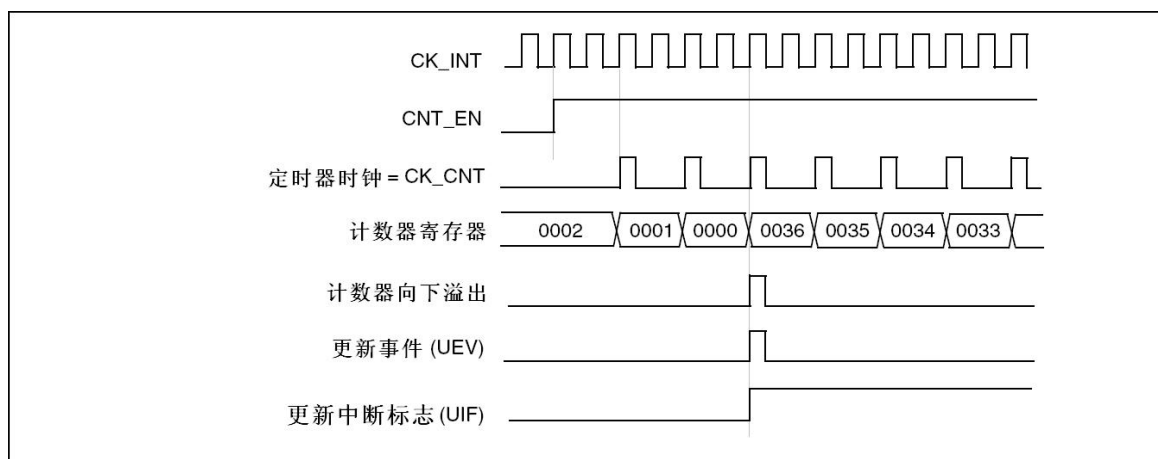 CK_INT
CNT_EN
定时器时钟 = CK_CNT
计数器寄存器 0002 0001 0000 0036 0035 0034 0033
计数器向下溢出
更新事件 (UEV)
更新中断标志 (UIF)